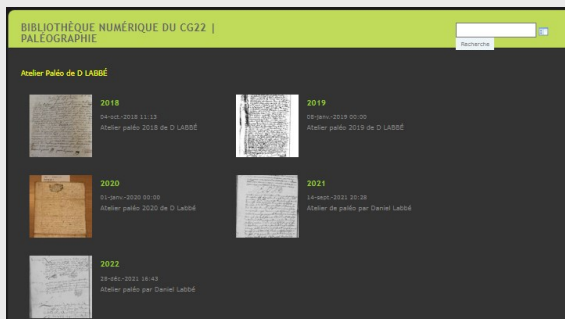 BIBLIOTHÈQUE NUMÉRIQUE DU CG22 |
PALÉOGRAPHIE
Recherche
Atelier Paléo de D LABBÉ
2018
04-oct.-2018 11:13
Atelier paléo 2018 de D LABBÉ
2019
08-janv.-2019 00:00
Atelier paléo 2019 de D LABBÉ
2020
01-janv.-2020 00:00
Atelier paléo 2020 de D Labbé
2021
14-sept.-2021 20:38
Atelier de paléo par Daniel Labbé
2022
28-déc.-2021 16:43
Atelier paléo par Daniel Labbé